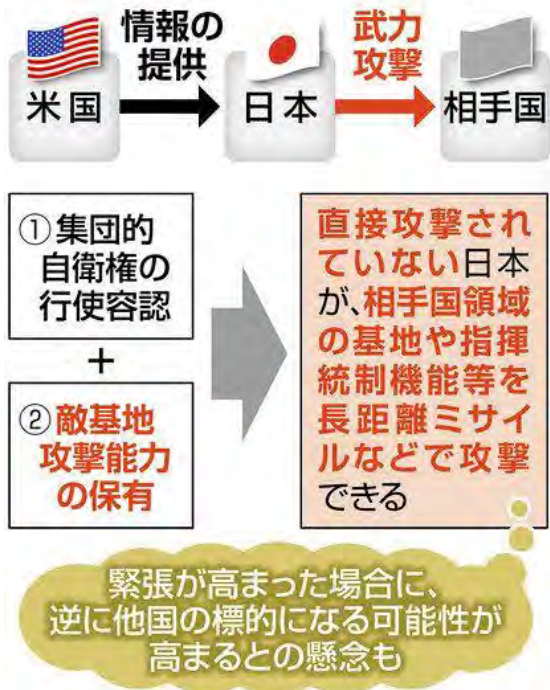 情報の
提供
武力
攻撃
米国
日本
相手国
①集団的
自衛権の
行使容認
+
②敵基地
攻撃能力
の保有
直接攻撃され
ていない日本
が、相手国領域
の基地や指揮
統制機能等を
長距離ミサイ
ルなどで攻撃
できる
緊張が高まった場合に、
逆に他国の標的になる可能性が
高まるとの懸念も